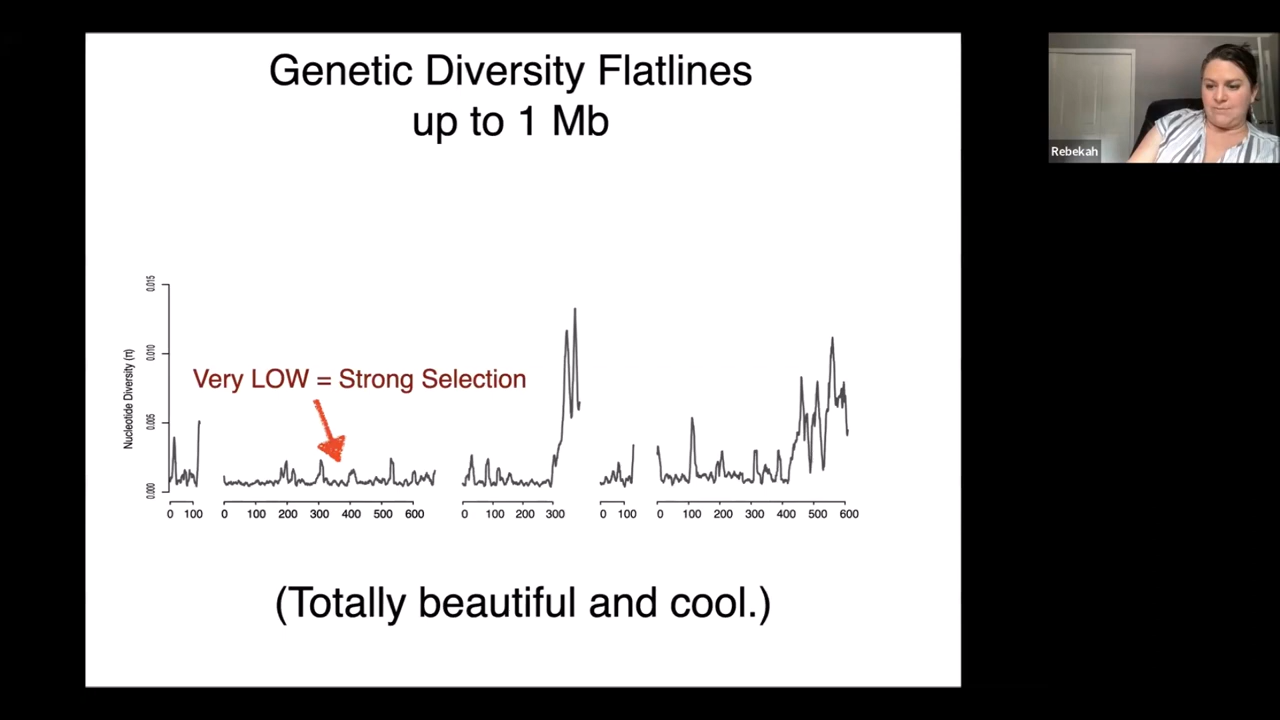 Genetic Diversity Flatlines
up to 1 Mb
Rebekah
Nucleotide Diversity (π)
0.015
0.010
0.005
0.000
Very LOW = Strong Selection
0 100
0 100 200 300 400 500 600
0 100 200 300
0 100
0 100 200 300 400 500 600
(Totally beautiful and cool.)